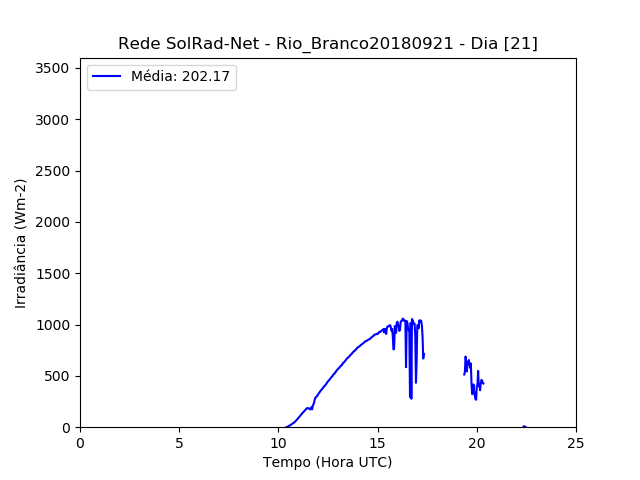 Rede SolRad-Net - Rio_Branco20180921 - Dia [21]
Média: 202.17
3500
3000
2500
2000
1500
1000
500
0
Irradiância (Wm-2)
0 5 10 15 20 25
Tempo (Hora UTC)